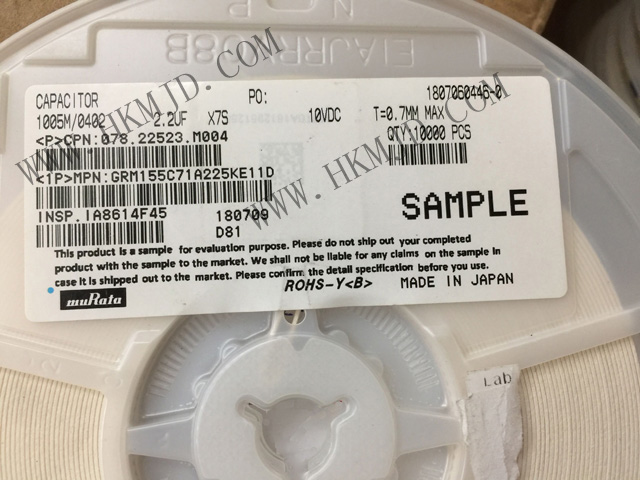 N P
EIAJRRM08B
CAPACITOR PO: 1807060446-0
1005M/0402 2.2UF X7S 10VDC T=0.7MM MAX
<P>CPN:078.22523.M004 QTY:10000 PCS
<1P>MPN:GRM155C71A225KE11D
INSP.IA8614F45 180709 SAMPLE
D81
This product is a sample for evaluation purpose. Please do not ship out your completed
product with the sample to the market. We shall not be liable for any claims on the sample in
case it is shipped out to the market. Please confirm the detail specification before you use.
muRata ROHS-Y<B> MADE IN JAPAN
Lab
WWW.HKMJD.COM
WWW.HKMJD.COM